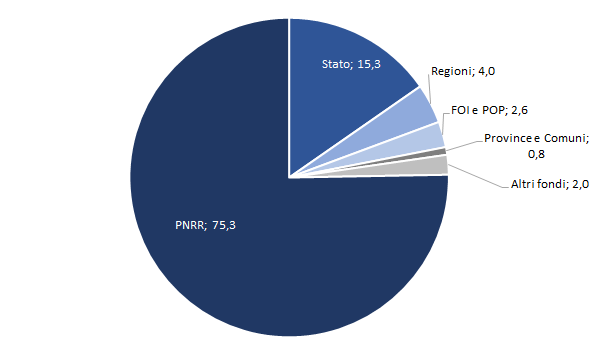 Stato; 15,3
Regioni; 4,0
FOI e POP; 2,6
Province e Comuni;
0,8
Altri fondi; 2,0
PNRR; 75,3